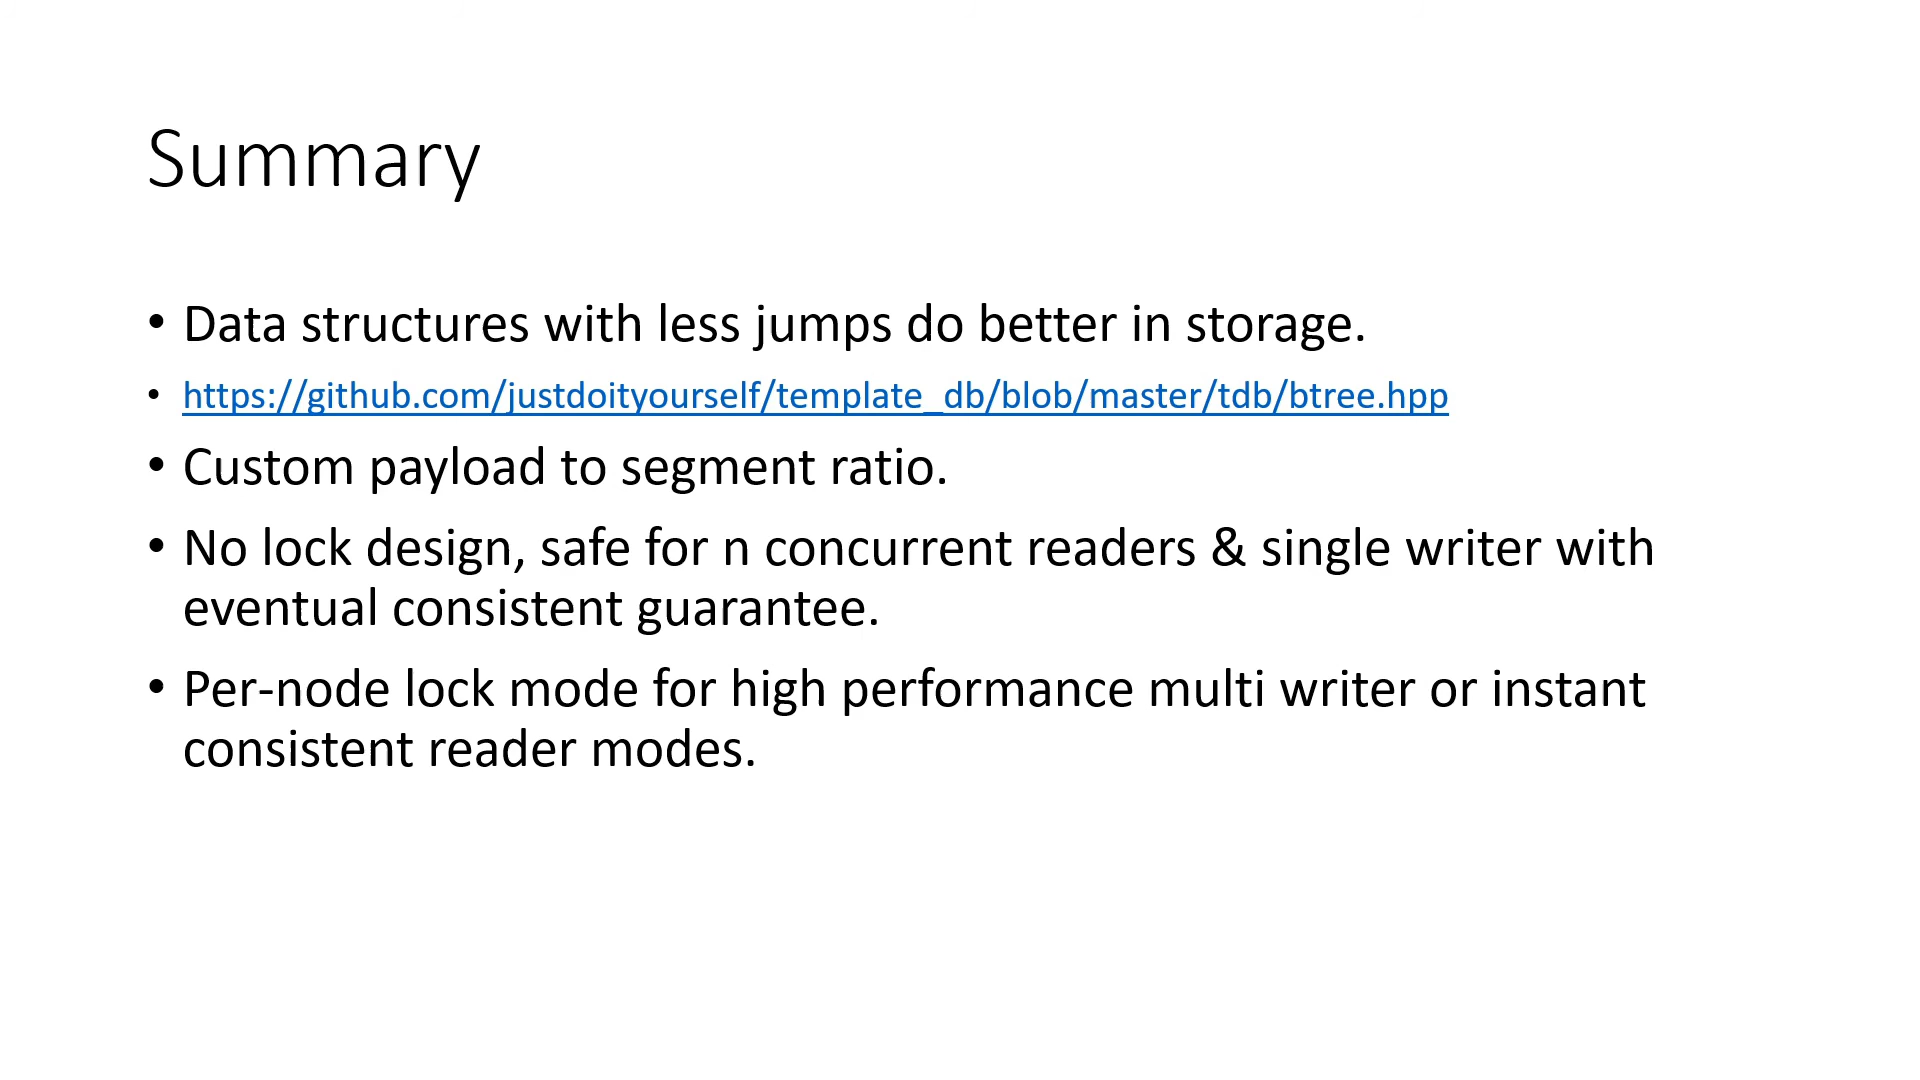 Summary
• Data structures with less jumps do better in storage.
• https://github.com/justdoityourself/template_db/blob/master/tdb/btree.hpp
• Custom payload to segment ratio.
• No lock design, safe for n concurrent readers & single writer with
eventual consistent guarantee.
• Per-node lock mode for high performance multi writer or instant
consistent reader modes.